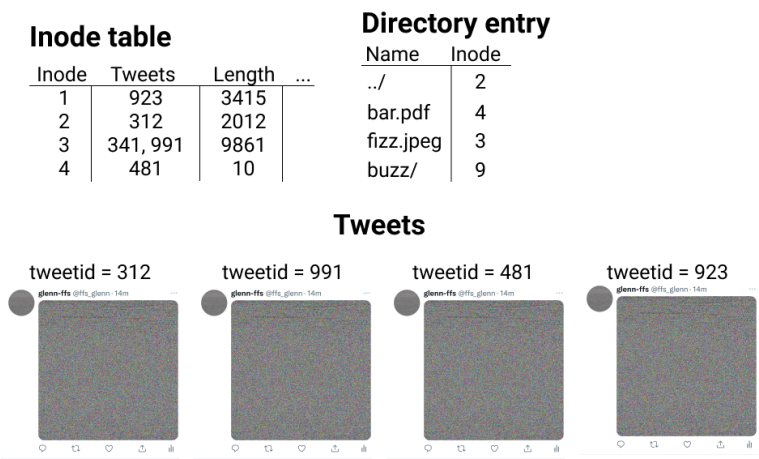 Inode table
Inode Tweets Length ...
1 923 3415
2 312 2012
3 341, 991 9861
4 481 10
Directory entry
Name Inode
../ 2
bar.pdf 4
fizz.jpeg 3
buzz/ 9
Tweets
tweetid = 312
glenn-ffs @ffs_glenn · 14m
tweetid = 991
glenn-ffs @ffs_glenn · 14m
tweetid = 481
glenn-ffs @ffs_glenn · 14m
tweetid = 923
glenn-ffs @ffs_glenn · 14m